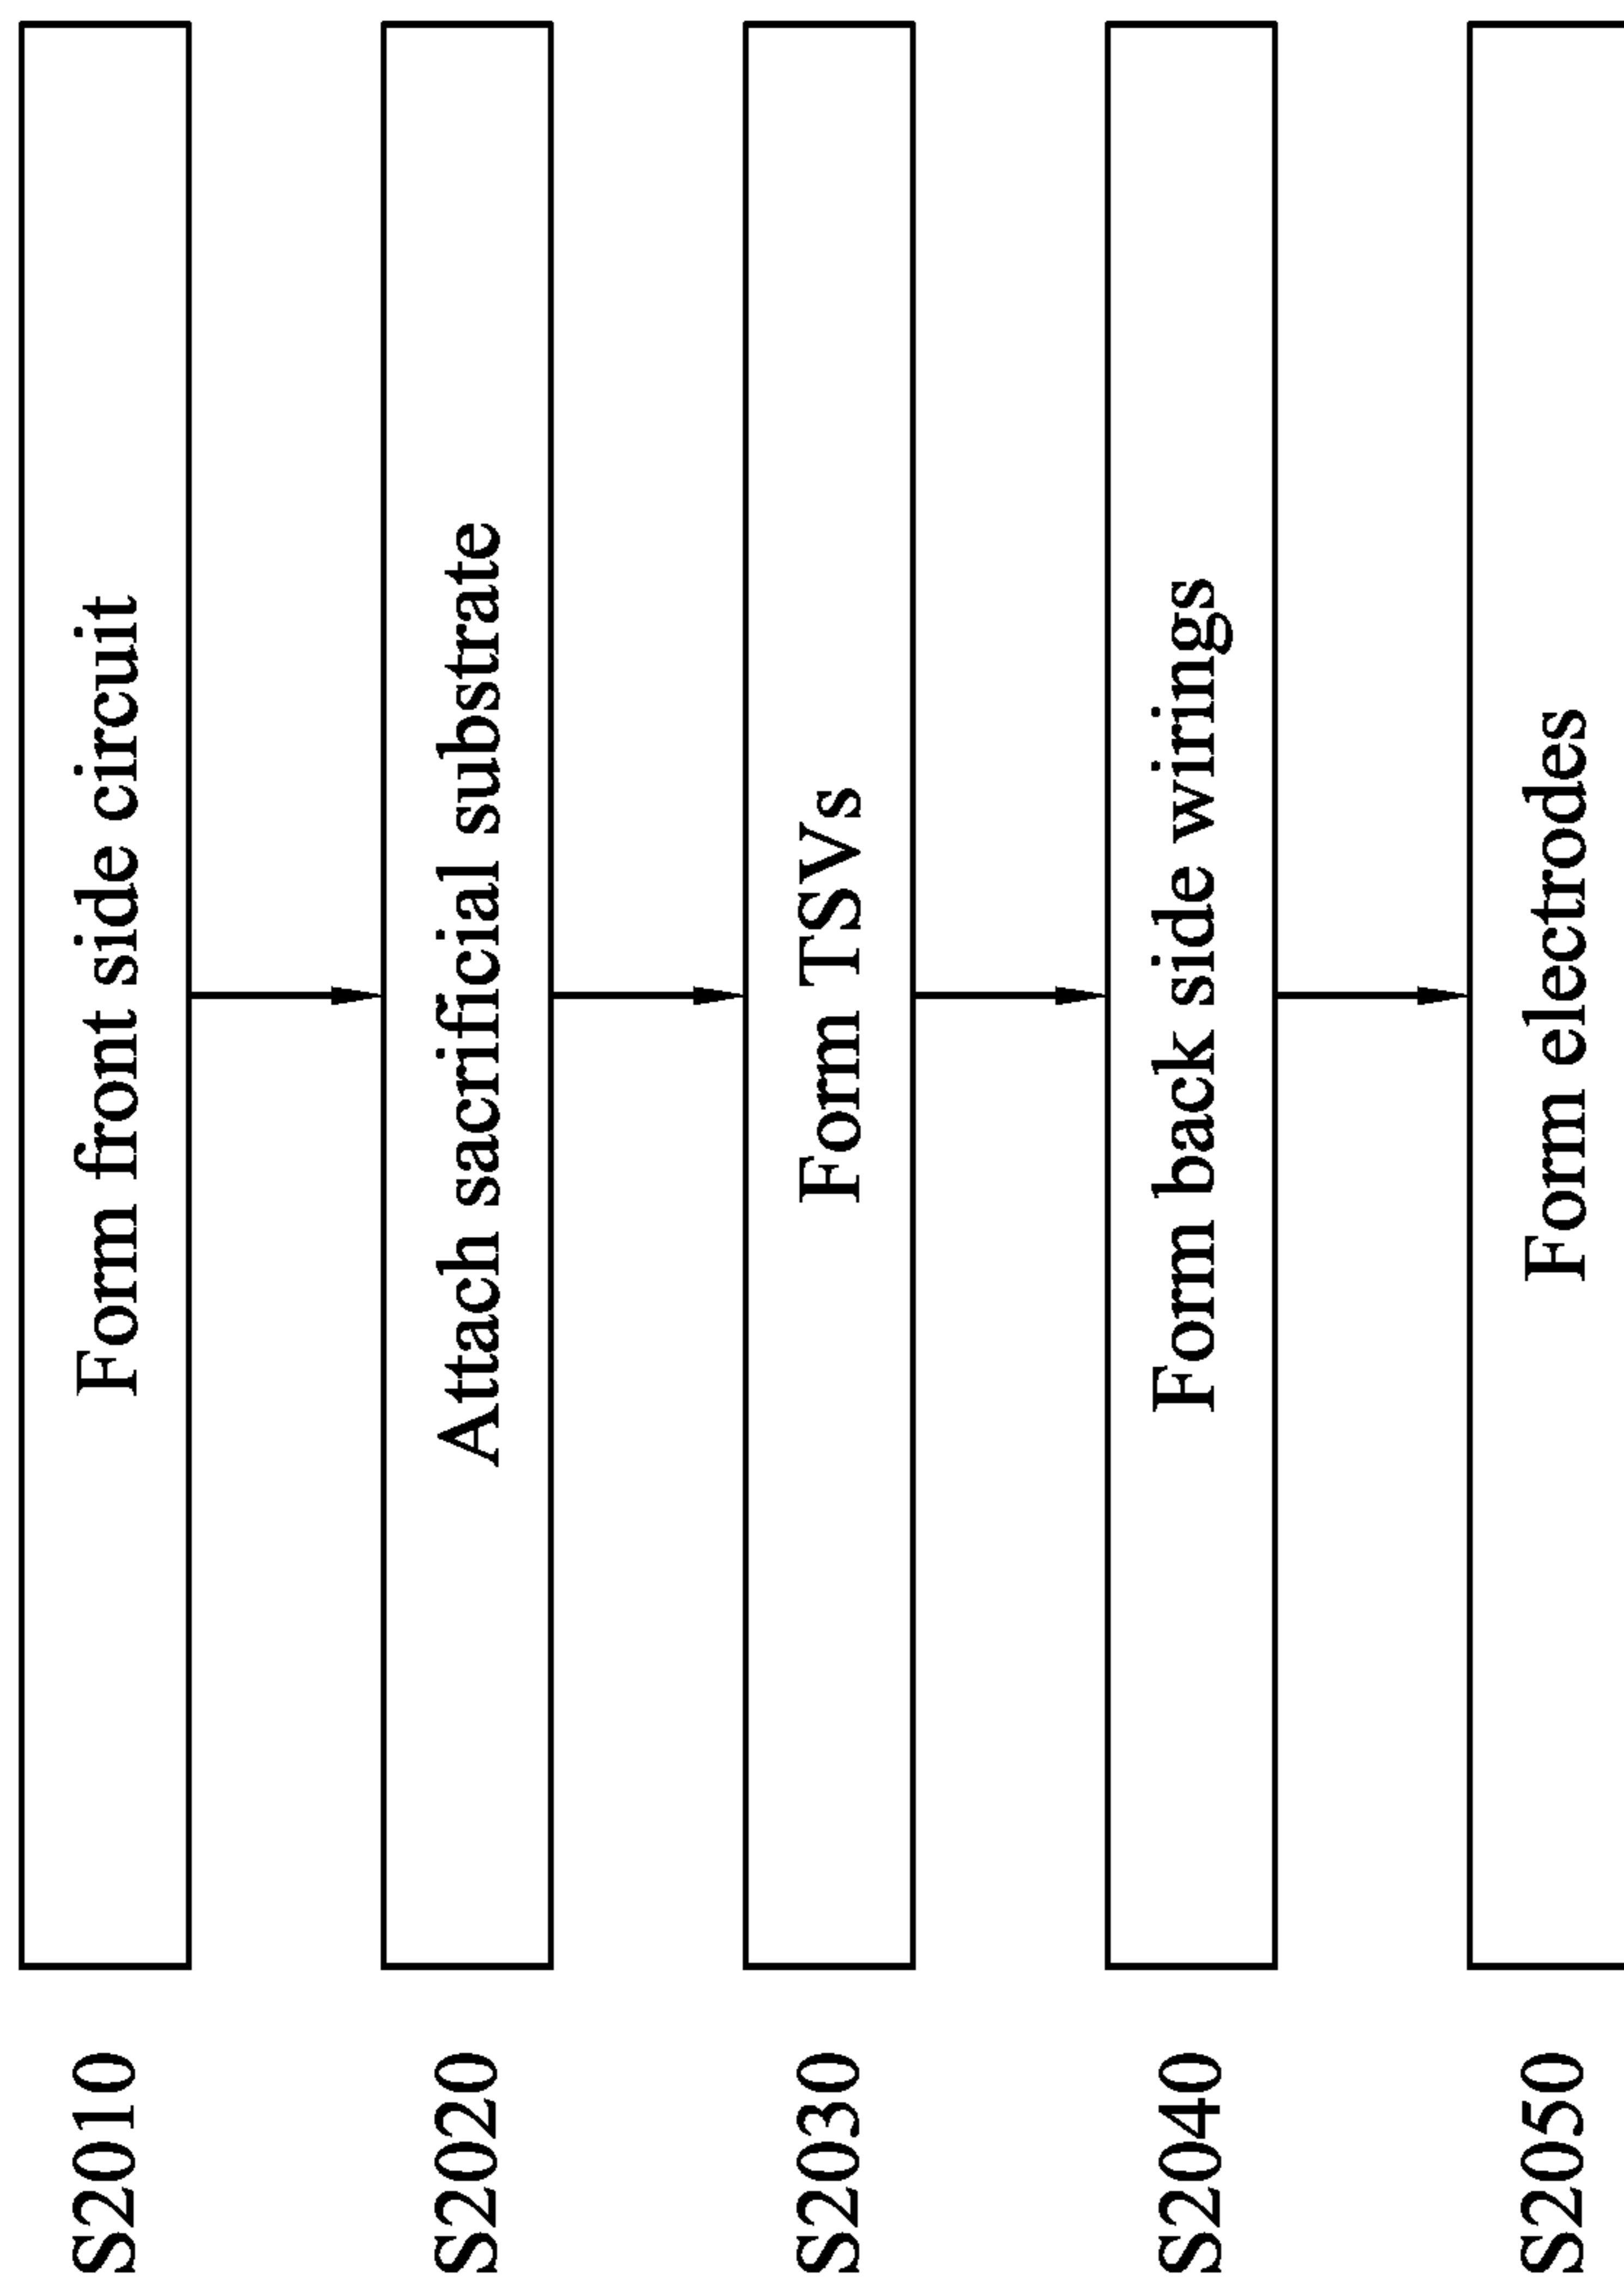 S2010 Form front side circuit
S2020 Attach sacrificial substrate
S2030 Form TSVs
S2040 Form back side wirings
S2050 Form electrodes